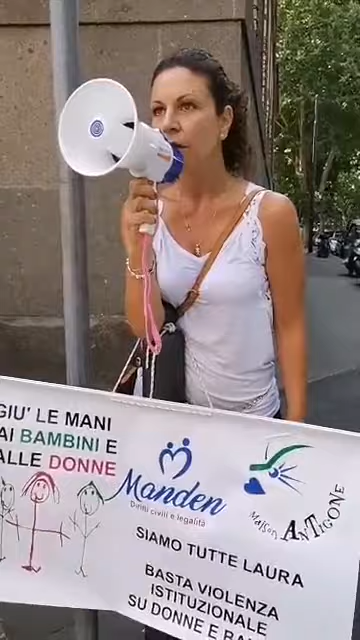 GIU' LE MANI
AI BAMBINI E
ALLE DONNE
MANDEN
Diritti civili e legalità
Maison
ANTIGONE
SIAMO TUTTE LAURA
BASTA VIOLENZA
ISTITUZIONALE
SU DONNE E BAM